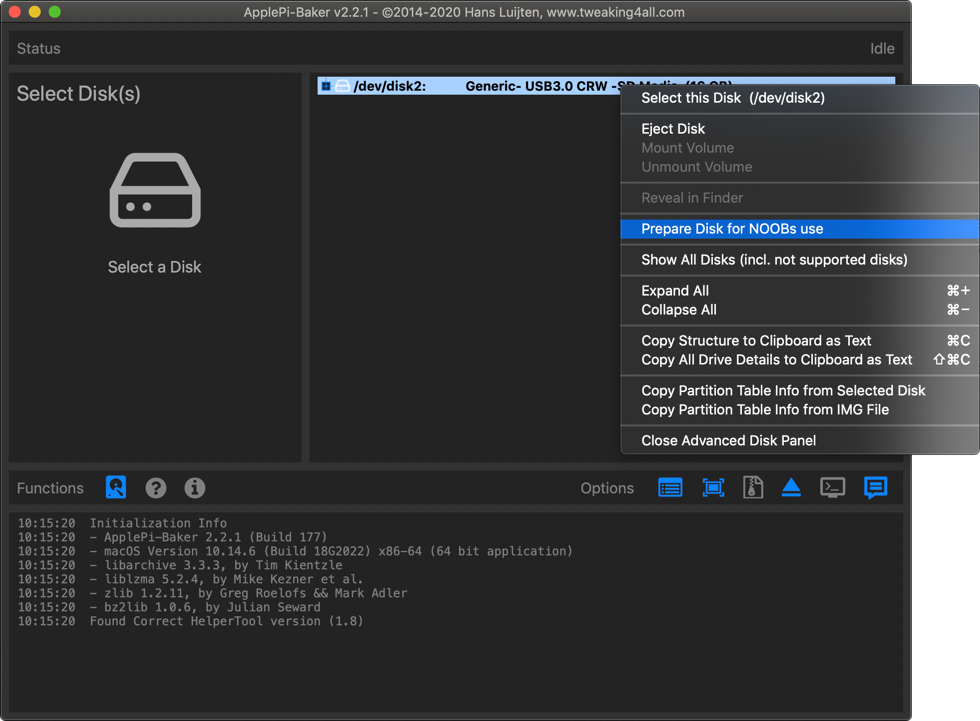 ApplePi-Baker v2.2.1 - ©2014-2020 Hans Luijten, www.tweaking4all.com
Status Idle
Select Disk(s)
Select a Disk
/dev/disk2: Generic- USB3.0 CRW -SD Media (16 GB)
Select this Disk (/dev/disk2)
Eject Disk
Mount Volume
Unmount Volume
Reveal in Finder
Prepare Disk for NOOBs use
Show All Disks (incl. not supported disks)
Expand All ⌘+
Collapse All ⌘−
Copy Structure to Clipboard as Text ⌘C
Copy All Drive Details to Clipboard as Text ⇧⌘C
Copy Partition Table Info from Selected Disk
Copy Partition Table Info from IMG File
Close Advanced Disk Panel
Functions Options
10:15:20 Initialization Info
10:15:20 - ApplePi-Baker 2.2.1 (Build 177)
10:15:20 - macOS Version 10.14.6 (Build 18G2022) x86-64 (64 bit application)
10:15:20 - libarchive 3.3.3, by Tim Kientzle
10:15:20 - liblzma 5.2.4, by Mike Kezner et al.
10:15:20 - zlib 1.2.11, by Greg Roelofs && Mark Adler
10:15:20 - bz2lib 1.0.6, by Julian Seward
10:15:20 Found Correct HelperTool version (1.8)